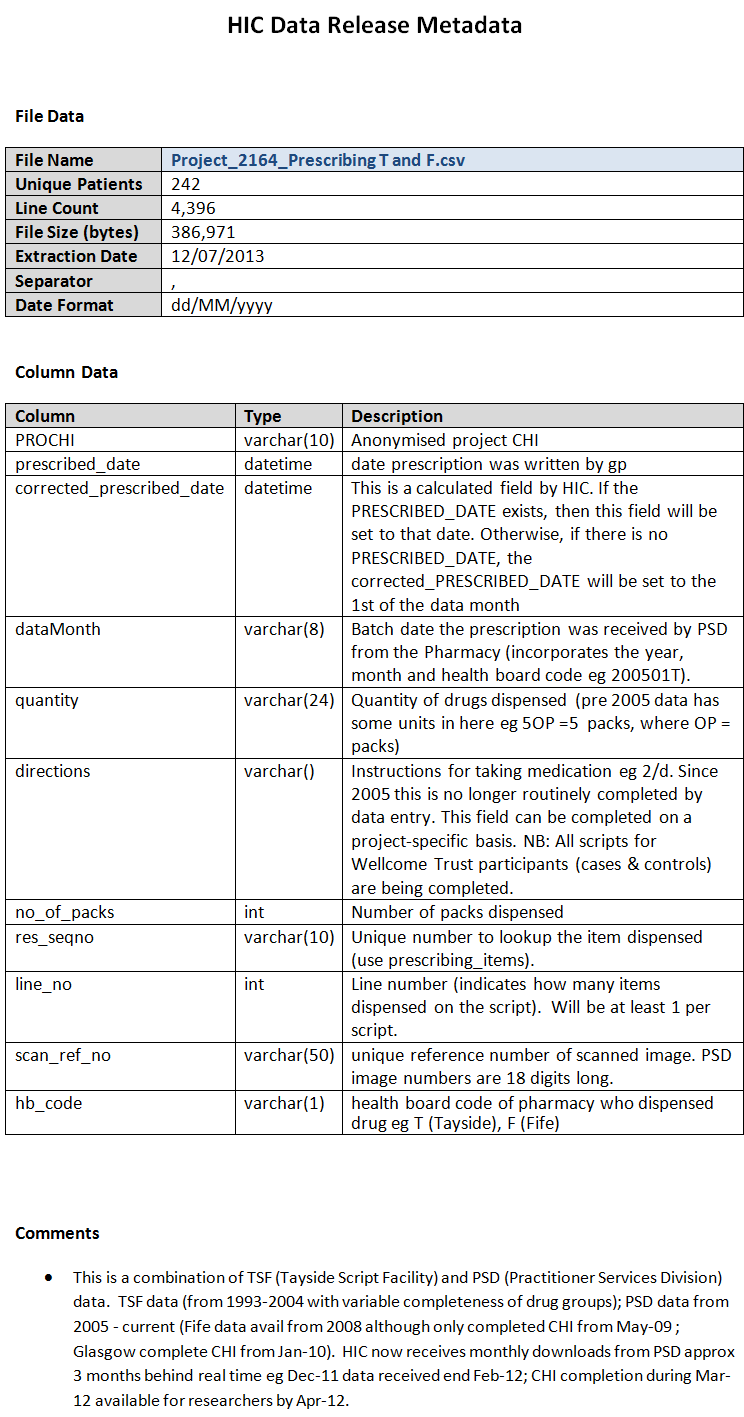 HIC Data Release Metadata
File Data
File Name Project_2164_Prescribing T and F.csv
Unique Patients 242
Line Count 4,396
File Size (bytes) 386,971
Extraction Date 12/07/2013
Separator ,
Date Format dd/MM/yyyy
Column Data
Column Type Description
PROCHI varchar(10) Anonymised project CHI
prescribed_date datetime date prescription was written by gp
corrected_prescribed_date datetime This is a calculated field by HIC. If the
PRESCRIBED_DATE exists, then this field will be
set to that date. Otherwise, if there is no
PRESCRIBED_DATE, the
corrected_PRESCRIBED_DATE will be set to the
1st of the data month
dataMonth varchar(8) Batch date the prescription was received by PSD
from the Pharmacy (incorporates the year,
month and health board code eg 200501T).
quantity varchar(24) Quantity of drugs dispensed (pre 2005 data has
some units in here eg 5OP =5 packs, where OP =
packs)
directions varchar() Instructions for taking medication eg 2/d. Since
2005 this is no longer routinely completed by
data entry. This field can be completed on a
project-specific basis. NB: All scripts for
Wellcome Trust participants (cases & controls)
are being completed.
no_of_packs int Number of packs dispensed
res_seqno varchar(10) Unique number to lookup the item dispensed
(use prescribing_items).
line_no int Line number (indicates how many items
dispensed on the script). Will be at least 1 per
script.
scan_ref_no varchar(50) unique reference number of scanned image. PSD
image numbers are 18 digits long.
hb_code varchar(1) health board code of pharmacy who dispensed
drug eg T (Tayside), F (Fife)
Comments
• This is a combination of TSF (Tayside Script Facility) and PSD (Practitioner Services Division)
data. TSF data (from 1993-2004 with variable completeness of drug groups); PSD data from
2005 - current (Fife data avail from 2008 although only completed CHI from May-09 ;
Glasgow complete CHI from Jan-10). HIC now receives monthly downloads from PSD approx
3 months behind real time eg Dec-11 data received end Feb-12; CHI completion during Mar-
12 available for researchers by Apr-12.